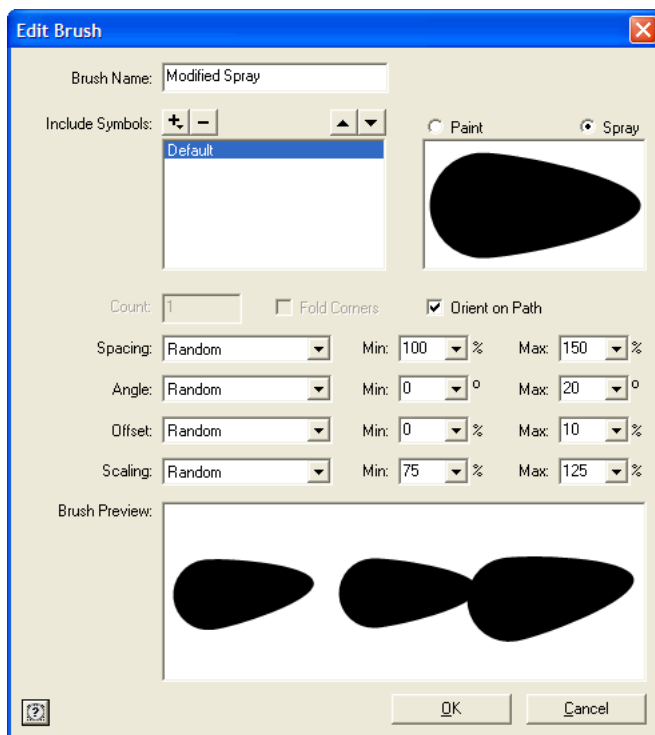 Edit Brush
Brush Name: Modified Spray
Include Symbols:
Paint Spray
Default
Count: 1 Fold Corners Orient on Path
Spacing: Random Min: 100 % Max: 150 %
Angle: Random Min: 0 ° Max: 20 °
Offset: Random Min: 0 % Max: 10 %
Scaling: Random Min: 75 % Max: 125 %
Brush Preview:
? OK Cancel